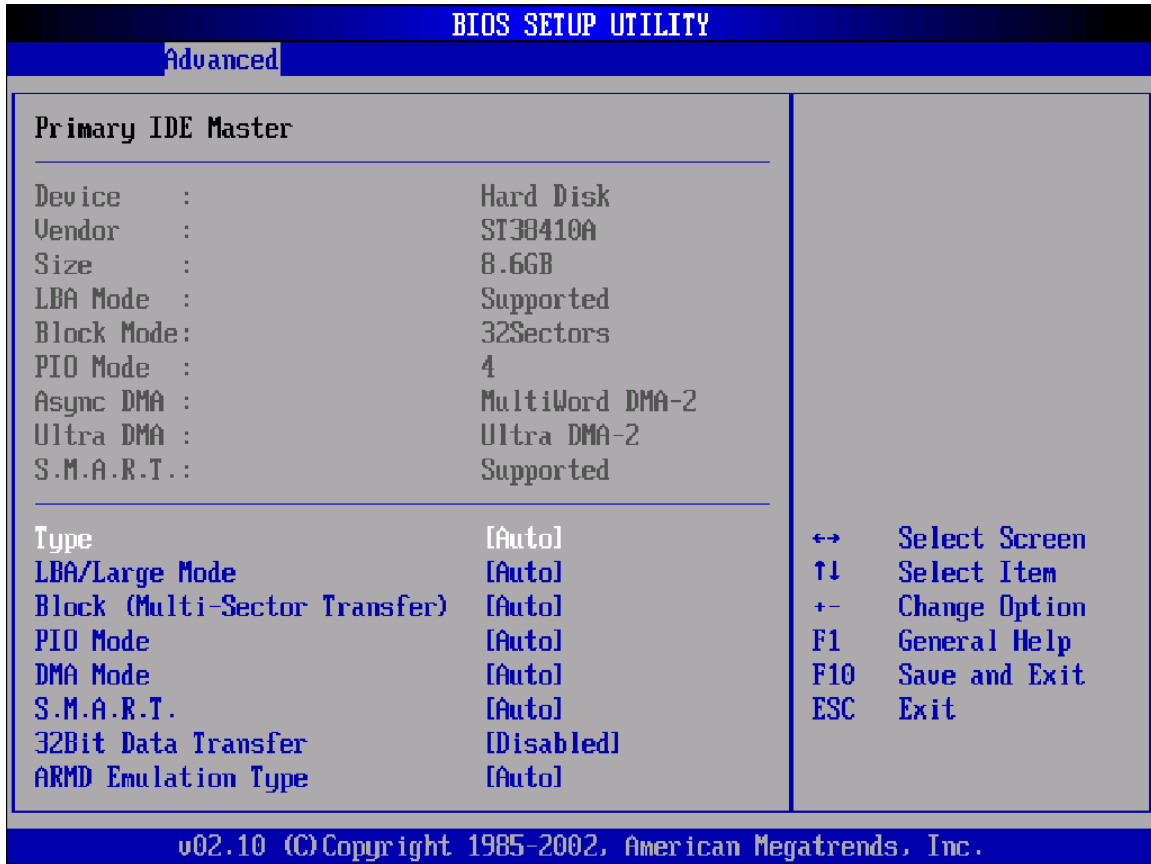 BIOS SETUP UTILITY
Advanced
Primary IDE Master
Device : Hard Disk
Vendor : ST38410A
Size : 8.6GB
LBA Mode : Supported
Block Mode: 32Sectors
PIO Mode : 4
Async DMA : MultiWord DMA-2
Ultra DMA : Ultra DMA-2
S.M.A.R.T.: Supported
Type [Auto]
LBA/Large Mode [Auto]
Block (Multi-Sector Transfer) [Auto]
PIO Mode [Auto]
DMA Mode [Auto]
S.M.A.R.T. [Auto]
32Bit Data Transfer [Disabled]
ARMD Emulation Type [Auto]
←→ Select Screen
↑↓ Select Item
+- Change Option
F1 General Help
F10 Save and Exit
ESC Exit
v02.10 (C)Copyright 1985-2002, American Megatrends, Inc.